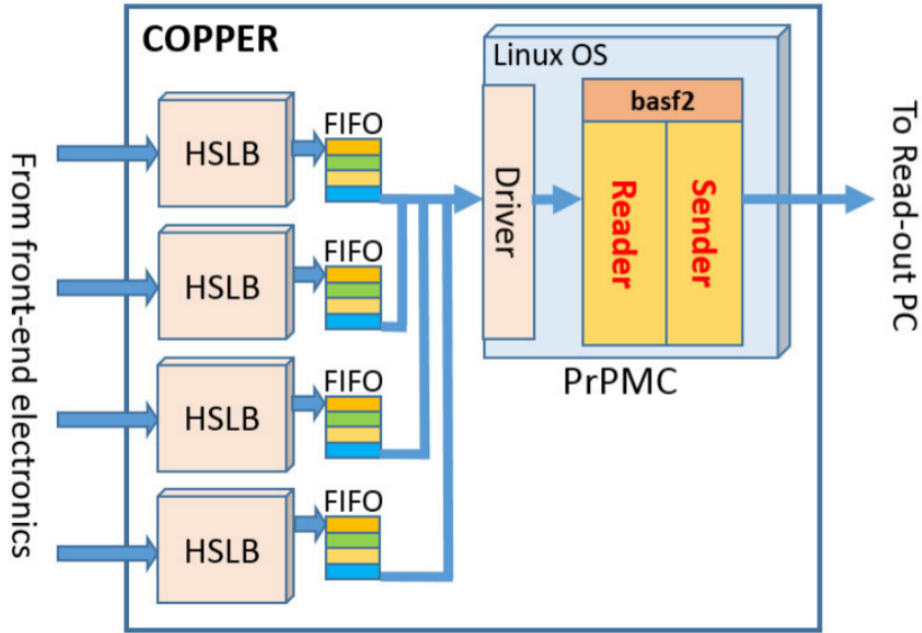 COPPER
From front-end electronics
HSLB
FIFO
HSLB
FIFO
HSLB
FIFO
HSLB
FIFO
Linux OS
Driver
basf2
Reader
Sender
PrPMC
To Read-out PC